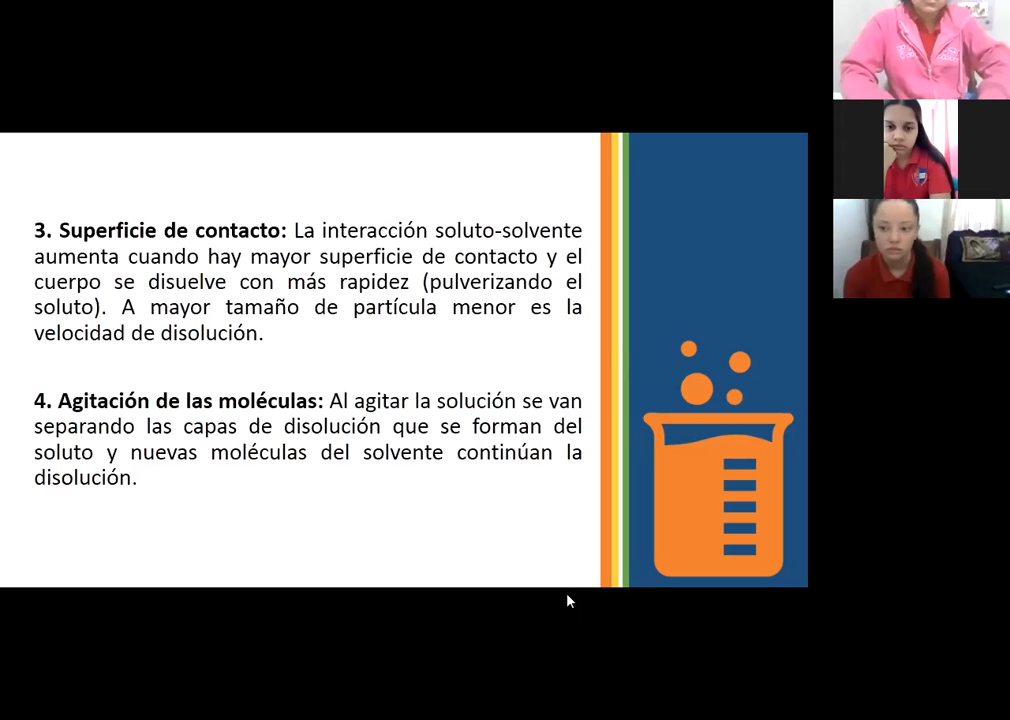 3. Superficie de contacto: La interacción soluto-solvente
aumenta cuando hay mayor superficie de contacto y el
cuerpo se disuelve con más rapidez (pulverizando el
soluto). A mayor tamaño de partícula menor es la
velocidad de disolución.
4. Agitación de las moléculas: Al agitar la solución se van
separando las capas de disolución que se forman del
soluto y nuevas moléculas del solvente continúan la
disolución.